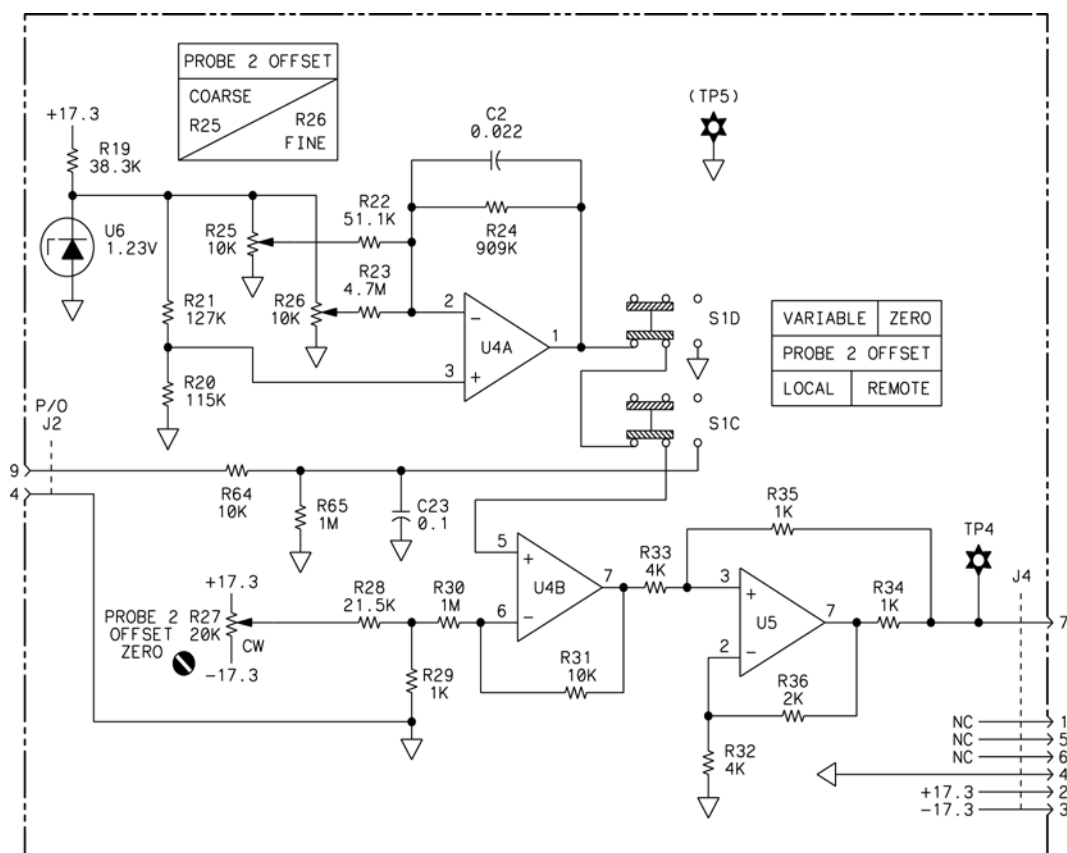 PROBE 2 OFFSET
COARSE
R25
R26
FINE
(TP5)
+17.3
R19
38.3K
C2
0.022
U6
1.23V
R25
10K
R22
51.1K
R24
909K
R23
4.7M
R21
127K
R26
10K
2
−
U4A
1
3
+
S1D
VARIABLE ZERO
PROBE 2 OFFSET
LOCAL REMOTE
R20
115K
P/O
J2
S1C
9
4
R64
10K
R65
1M
C23
0.1
R35
1K
TP4
5
+
U4B
7
6
−
R33
4K
3
+
U5
7
2
−
R34
1K
J4
7
+17.3
PROBE 2
OFFSET
ZERO
R27
20K
CW
−17.3
R28
21.5K
R30
1M
R29
1K
R31
10K
R36
2K
R32
4K
NC 1
NC 5
NC 6
4
+17.3 2
−17.3 3